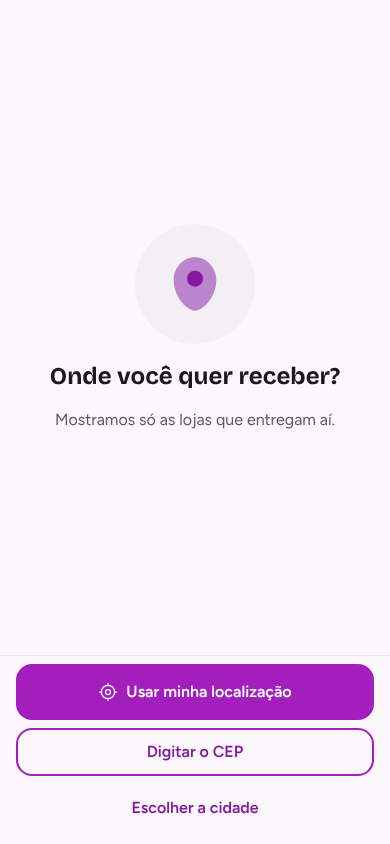 Onde você quer receber?
Mostramos só as lojas que entregam aí.
Usar minha localização
Digitar o CEP
Escolher a cidade